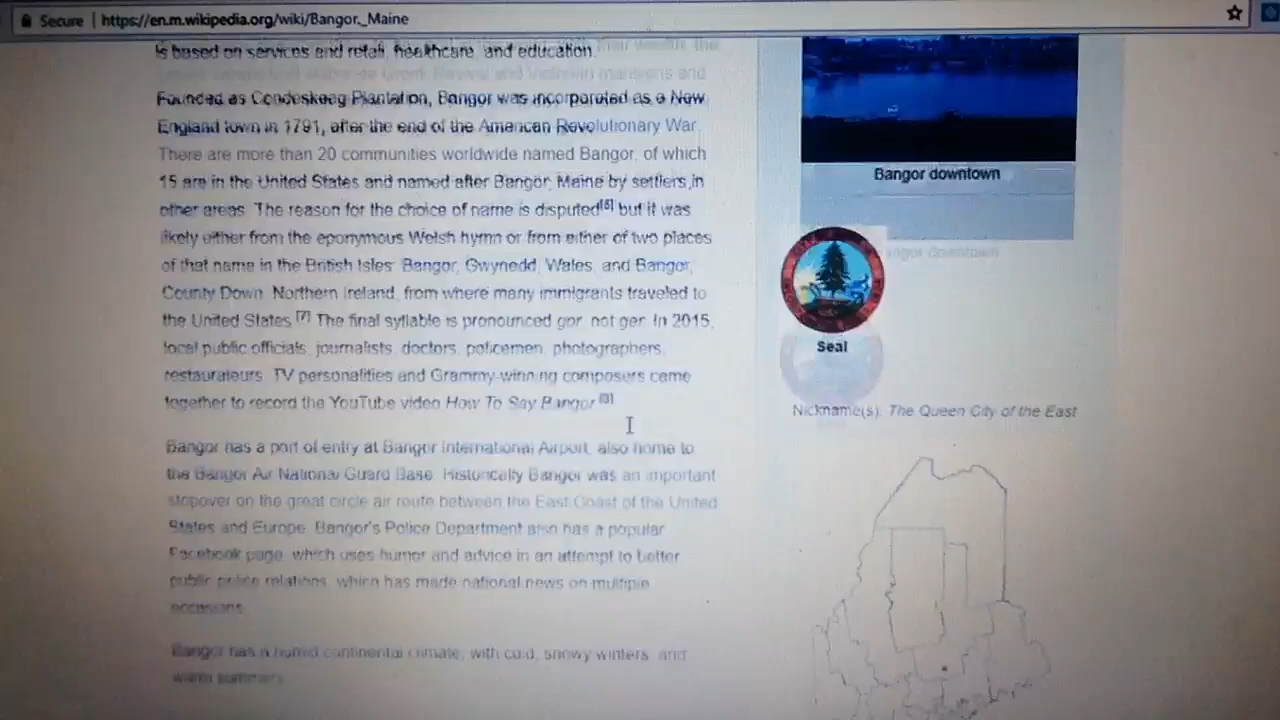 Secure | https://en.m.wikipedia.org/wiki/Bangor,_Maine
is based on services and retail, healthcare, and education.
Founded as Condeskeag Plantation, Bangor was incorporated as a New
England town in 1791, after the end of the American Revolutionary War.
There are more than 20 communities worldwide named Bangor, of which
15 are in the United States and named after Bangor, Maine by settlers in
other areas. The reason for the choice of name is disputed[6] but it was
likely either from the eponymous Welsh hymn or from either of two places
of that name in the British Isles: Bangor, Gwynedd, Wales, and Bangor,
County Down, Northern Ireland, from where many immigrants traveled to
the United States.[7] The final syllable is pronounced gor, not ger. In 2015,
local public officials, journalists, doctors, policemen, photographers,
restaurateurs, TV personalities and Grammy-winning composers came
together to record the YouTube video How To Say Bangor.[8]
Bangor has a port of entry at Bangor International Airport, also home to
the Bangor Air National Guard Base. Historically Bangor was an important
stopover on the great circle air route between the East Coast of the United
States and Europe. Bangor's Police Department also has a popular
Facebook page, which uses humor and advice in an attempt to better
public police relations, which has made national news on multiple
occasions.
Bangor has a humid continental climate, with cold, snowy winters, and
warm summers.
Bangor downtown
Bangor downtown
Seal
Nickname(s): The Queen City of the East